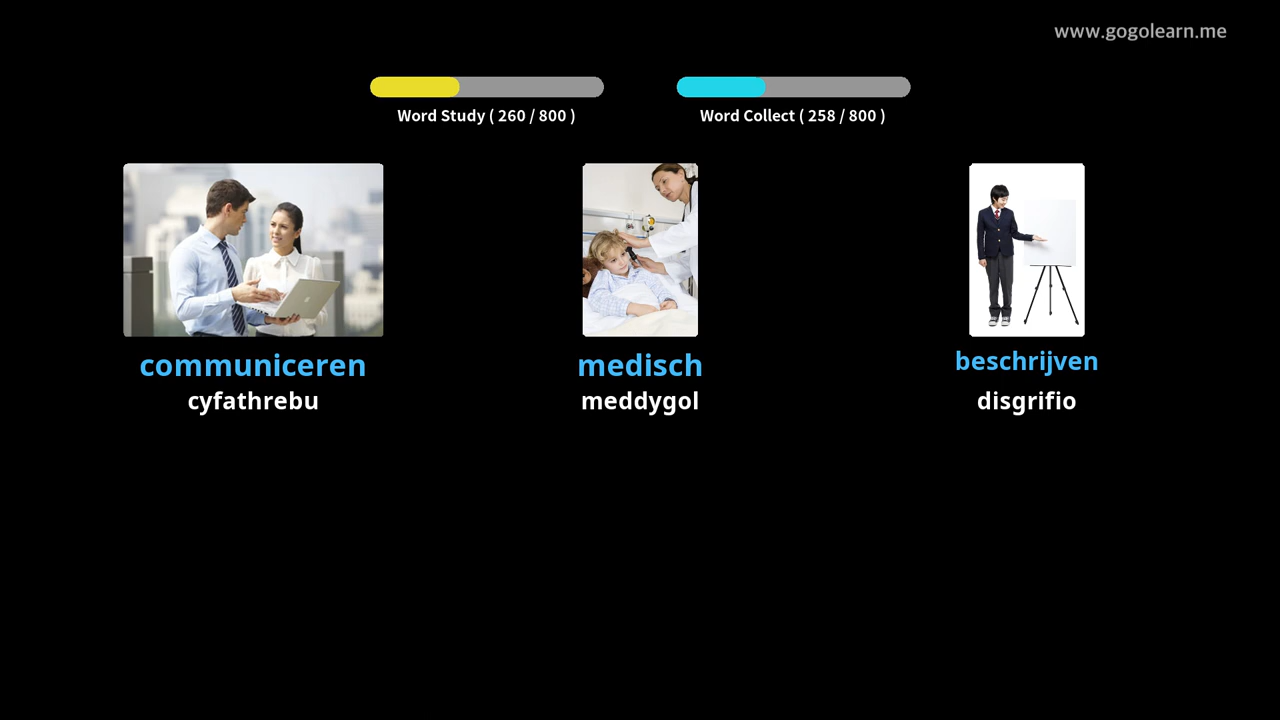 www.gogolearn.me
Word Study ( 260 / 800 )
Word Collect ( 258 / 800 )
communiceren
cyfathrebu
medisch
meddygol
beschrijven
disgrifio